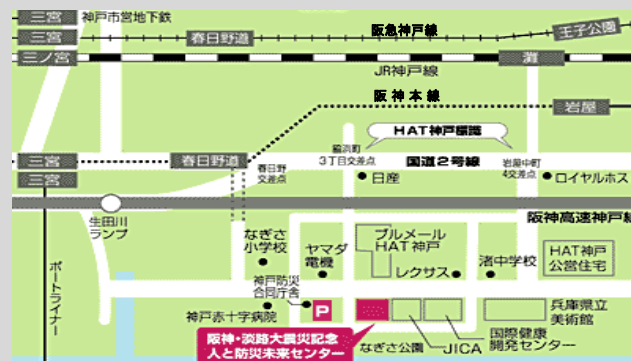 三宮
神戸市営地下鉄
三宮
春日野道
阪急神戸線
王子公園
三ノ宮
JR神戸線
灘
阪神本線
岩屋
HAT神戸標識
脇浜町
3丁目交差点
国道2号線
岩屋中町
4交差点
三宮
春日野道
三宮
春日野
交差点
日産
ロイヤルホス
生田川
ランプ
阪神高速神戸線
なぎさ
小学校
ヤマダ
電機
ブルメール
HAT神戸
レクサス
渚中学校
HAT神戸
公営住宅
ポートライナー
神戸防災
合同庁舎
P
神戸赤十字病院
兵庫県立
美術館
阪神・淡路大震災記念
人と防災未来センター
なぎさ公園
JICA
国際健康
開発センター